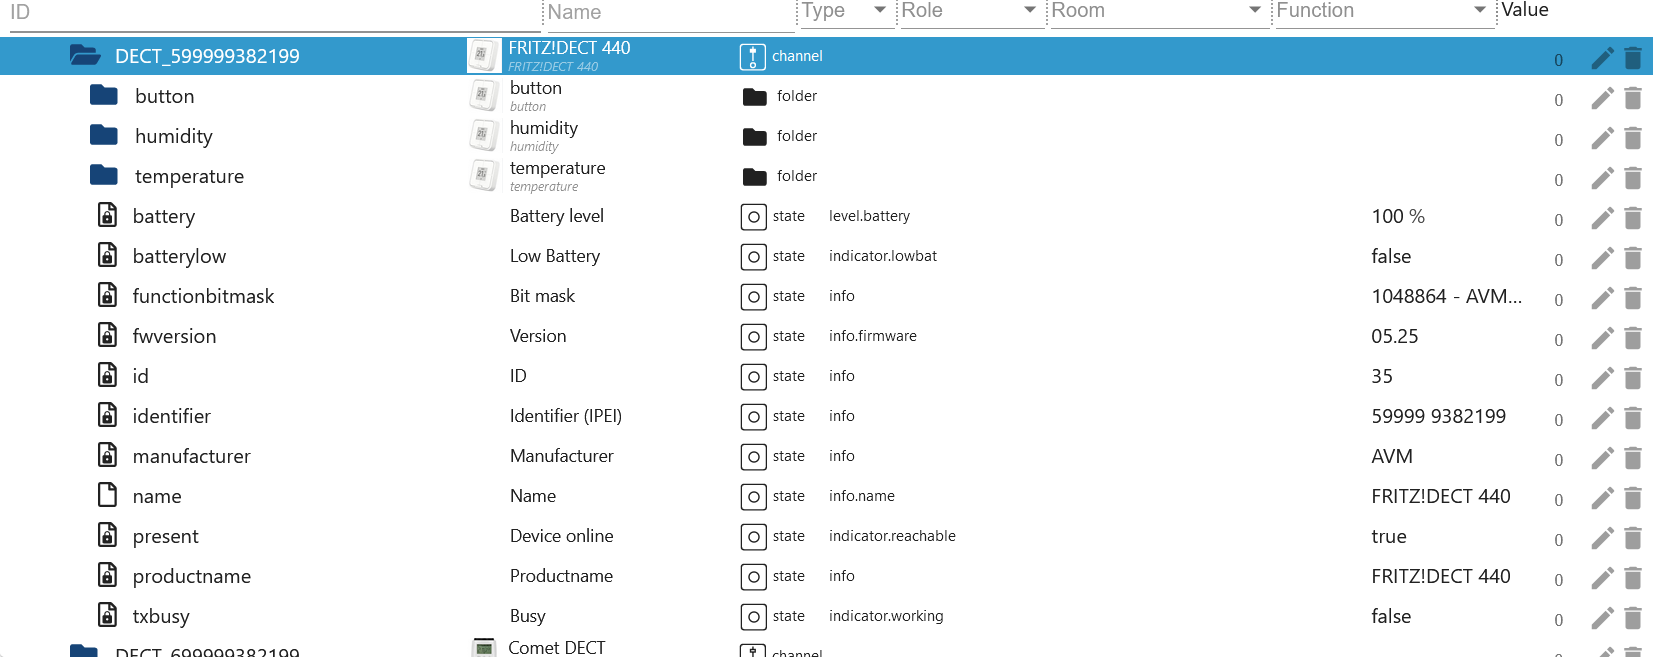 ID Name Type Role Room Function Value
DECT_599999382199 FRITZ!DECT 440 channel 0
FRITZ!DECT 440
button button folder 0
button
humidity humidity folder 0
humidity
temperature temperature folder 0
temperature
battery Battery level state level.battery 100 % 0
batterylow Low Battery state indicator.lowbat false 0
functionbitmask Bit mask state info 1048864 - AVM... 0
fwversion Version state info.firmware 05.25 0
id ID state info 35 0
identifier Identifier (IPEI) state info 59999 9382199 0
manufacturer Manufacturer state info AVM 0
name Name state info.name FRITZ!DECT 440 0
present Device online state indicator.reachable true 0
productname Productname state info FRITZ!DECT 440 0
txbusy Busy state indicator.working false 0
DECT_699999382199 Comet DECT channel